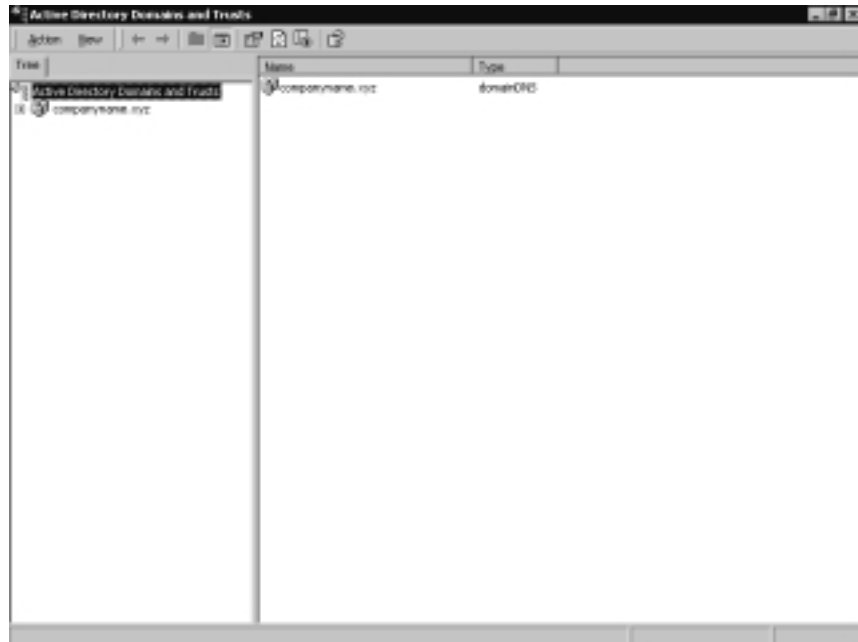 Active Directory Domains and Trusts
Action View
Tree
Name Type
Active Directory Domains and Trusts
companyname.xyz domainDNS
companyname.xyz